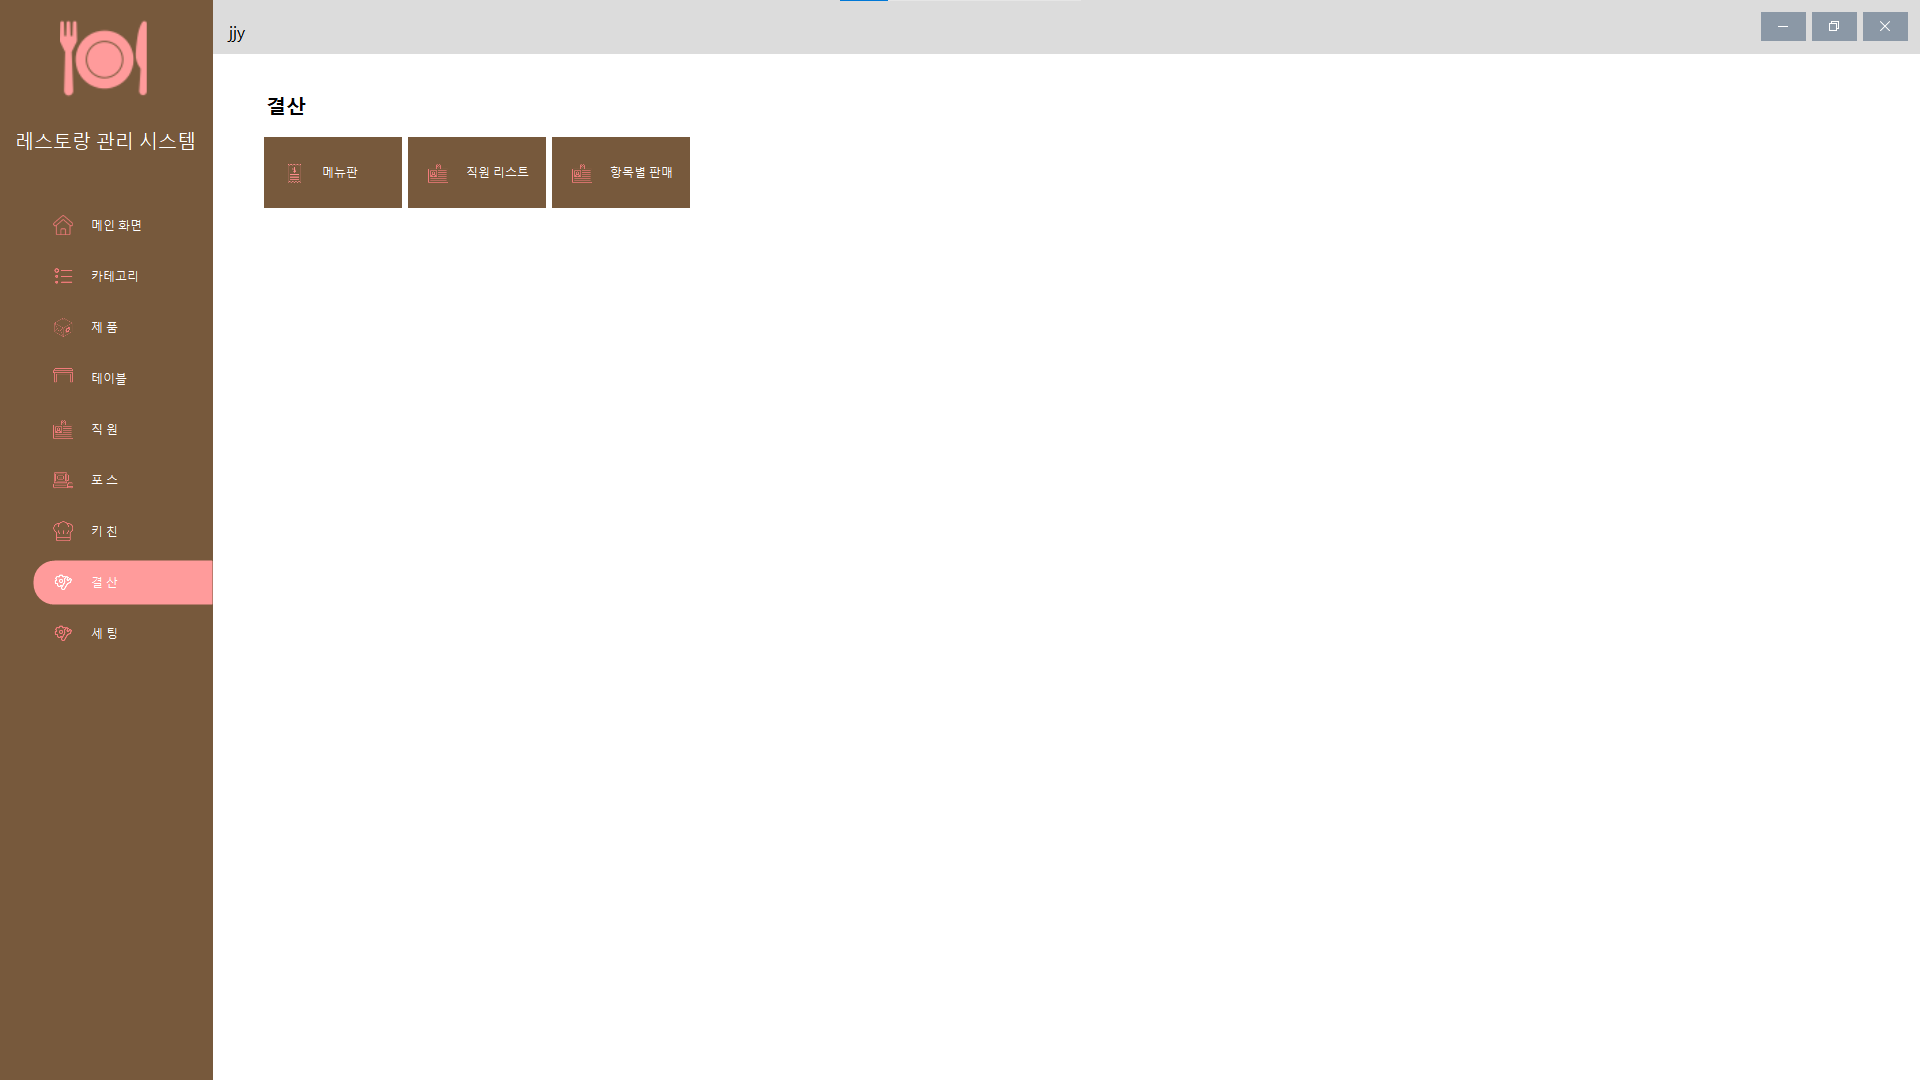 jjy
레스토랑 관리 시스템
메인 화면
카테고리
제 품
테이블
직 원
포 스
키 친
결 산
세 팅
결산
메뉴판
직원 리스트
항목별 판매